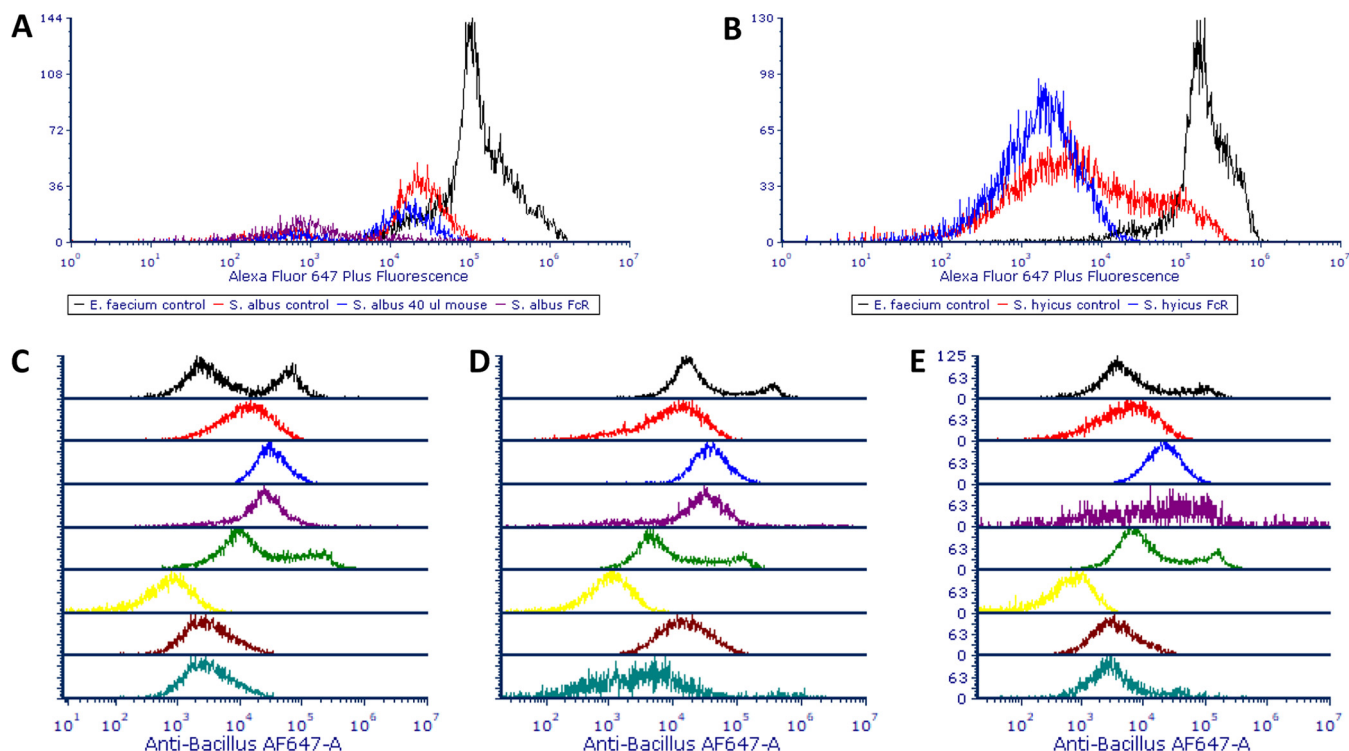 A
144
108
72
36
0
10^0 10^1 10^2 10^3 10^4 10^5 10^6 10^7
Alexa Fluor 647 Plus Fluorescence
E. faecium control S. albus control S. albus 40 ul mouse S. albus FcR
B
130
98
65
33
0
10^0 10^1 10^2 10^3 10^4 10^5 10^6 10^7
Alexa Fluor 647 Plus Fluorescence
E. faecium control S. hyicus control S. hyicus FcR
C
10^1 10^2 10^3 10^4 10^5 10^6 10^7
Anti-Bacillus AF647-A
D
10^2 10^3 10^4 10^5 10^6 10^7
Anti-Bacillus AF647-A
E
125
63
0
63
0
63
0
63
0
63
0
63
0
63
0
63
0
10^2 10^3 10^4 10^5 10^6 10^7
Anti-Bacillus AF647-A